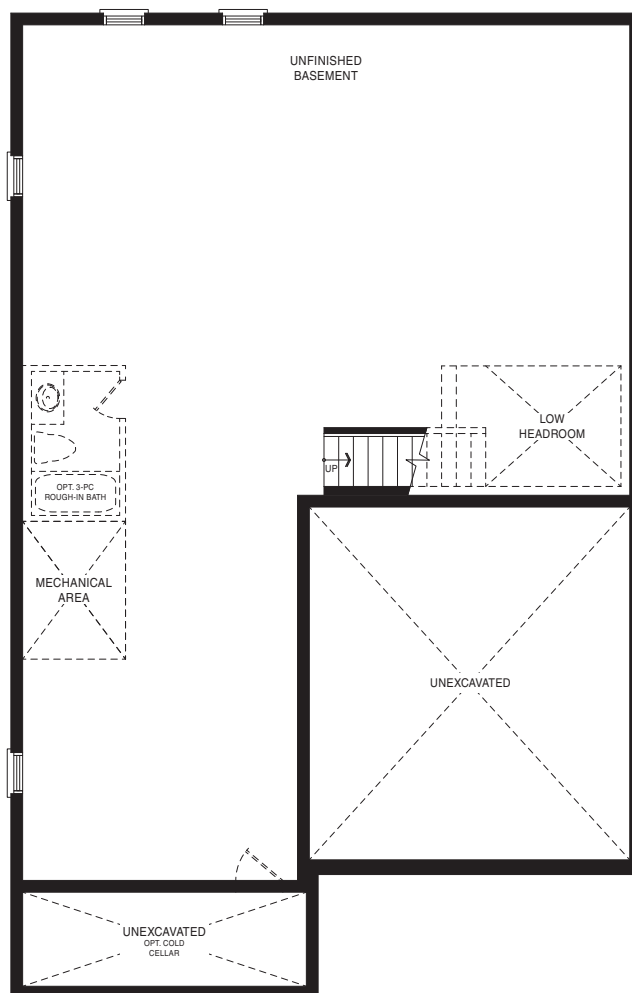 UNFINISHED
BASEMENT
LOW
HEADROOM
UP
OPT. 3-PC
ROUGH-IN BATH
MECHANICAL
AREA
UNEXCAVATED
UNEXCAVATED
OPT. COLD
CELLAR